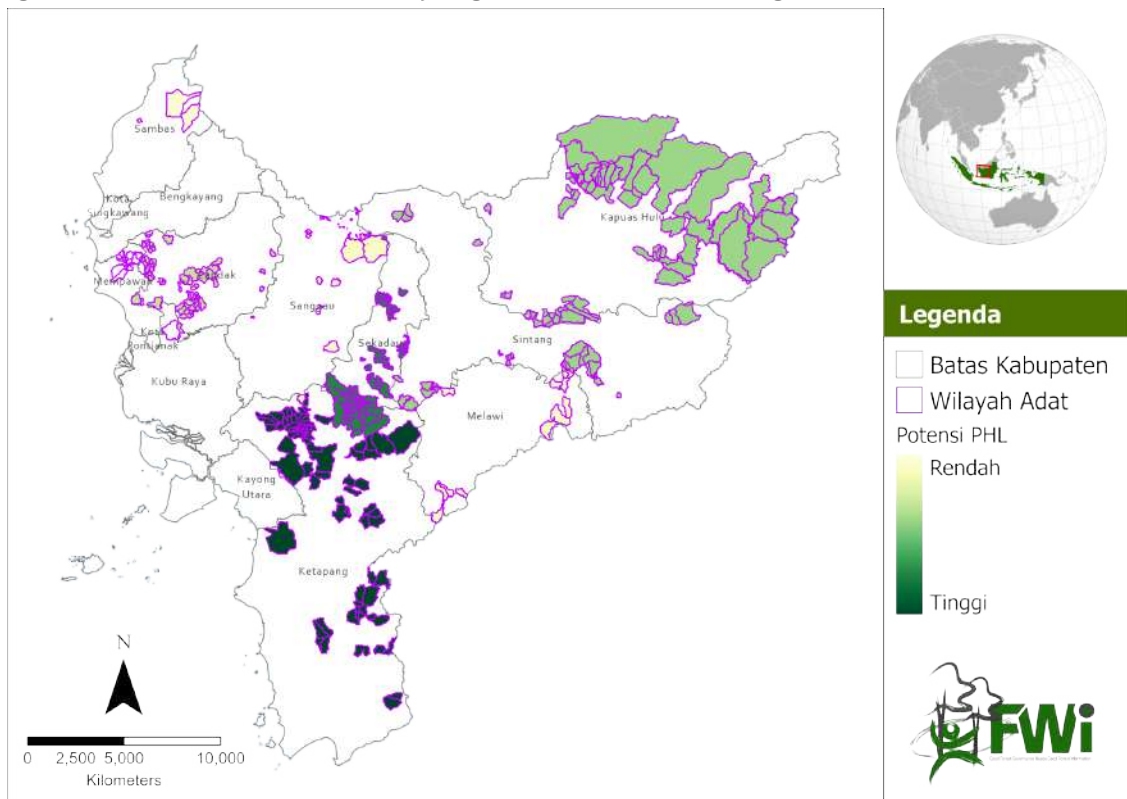 Sambas
Kota
Singkawang
Bengkayang
Mempawah
Kota
Pontianak
Kubu Raya
Sanggau
Sekadau
Sintang
Kapuas Hulu
Melawi
Kayong
Utara
Ketapang
N
0 2,500 5,000 10,000
Kilometers
Legenda
Batas Kabupaten
Wilayah Adat
Potensi PHL
Rendah
Tinggi
FWi